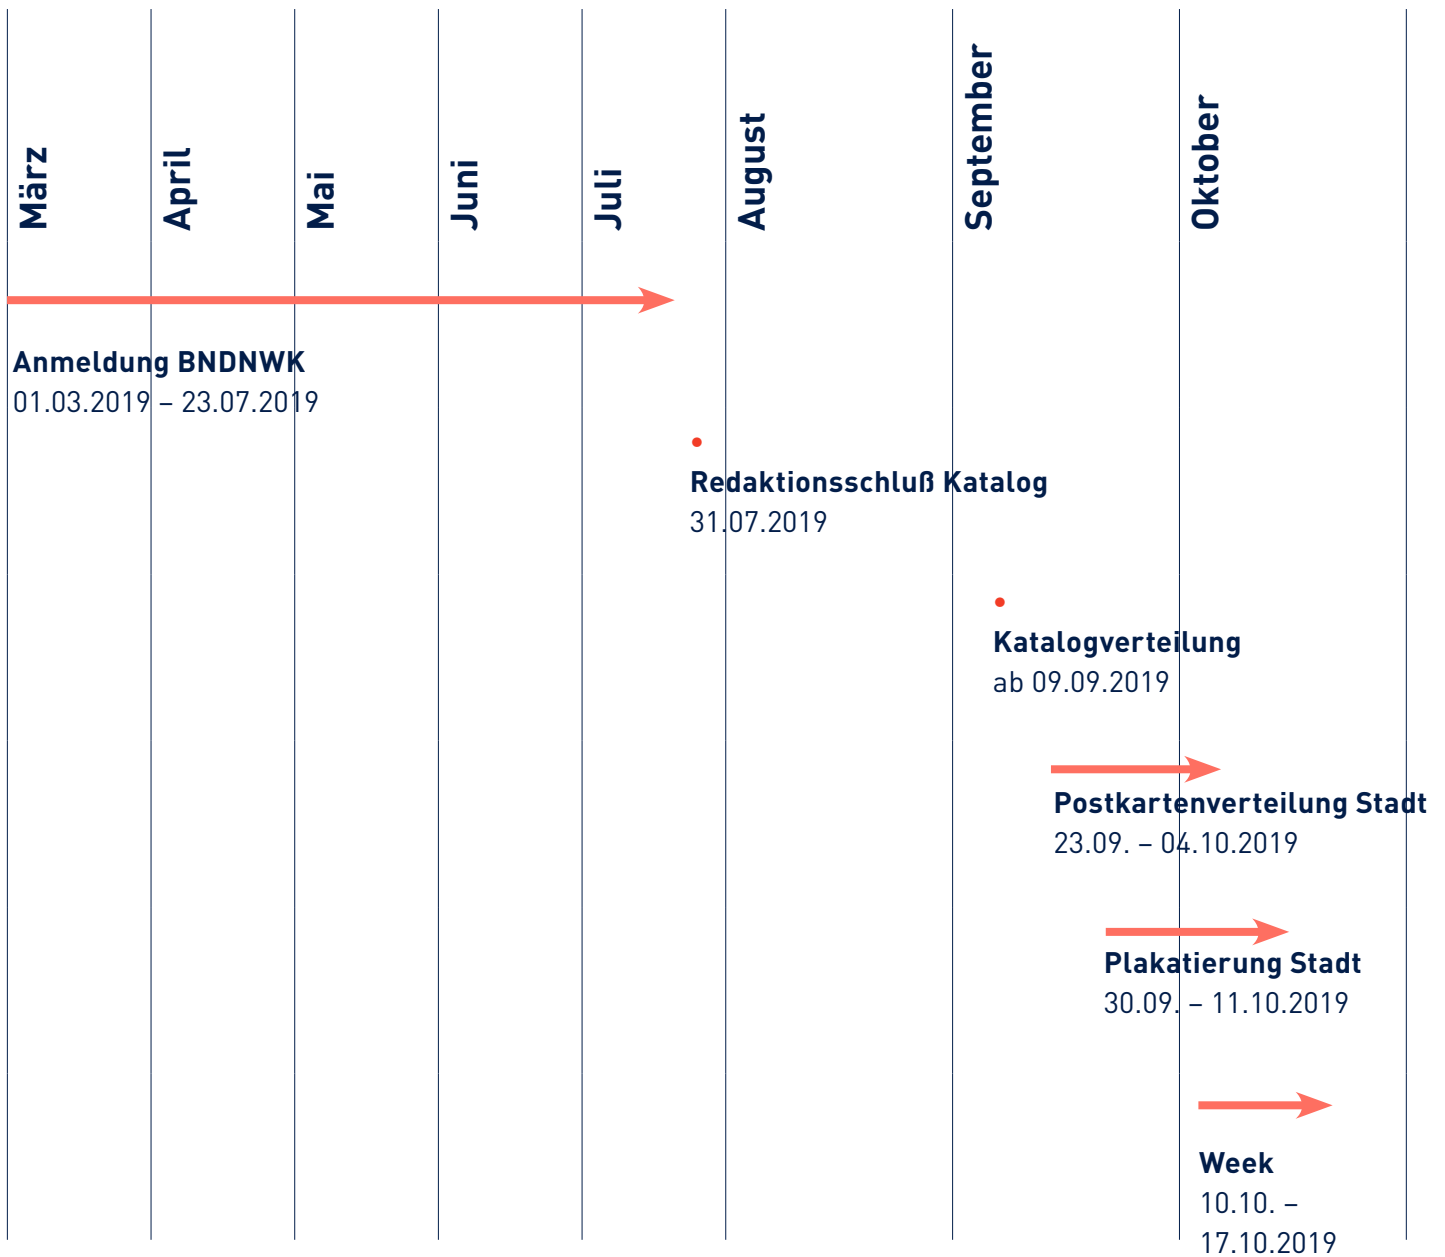 März
April
Mai
Juni
Juli
August
September
Oktober
Anmeldung BNDNWK
01.03.2019 – 23.07.2019
Redaktionsschluß Katalog
31.07.2019
Katalogverteilung
ab 09.09.2019
Postkartenverteilung Stadt
23.09. – 04.10.2019
Plakatierung Stadt
30.09. – 11.10.2019
Week
10.10. –
17.10.2019